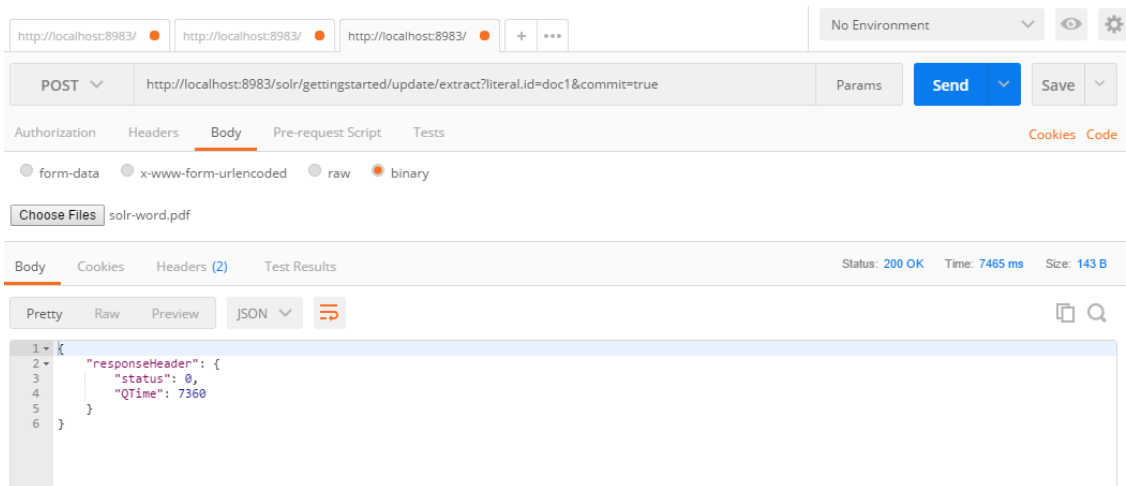 http://localhost:8983/ http://localhost:8983/ http://localhost:8983/ + ••• No Environment
POST http://localhost:8983/solr/gettingstarted/update/extract?literal.id=doc1&commit=true Params Send Save
Authorization Headers Body Pre-request Script Tests Cookies Code
form-data x-www-form-urlencoded raw binary
Choose Files solr-word.pdf
Body Cookies Headers (2) Test Results Status: 200 OK Time: 7465 ms Size: 143 B
Pretty Raw Preview JSON
1 {
2 "responseHeader": {
3 "status": 0,
4 "QTime": 7360
5 }
6 }